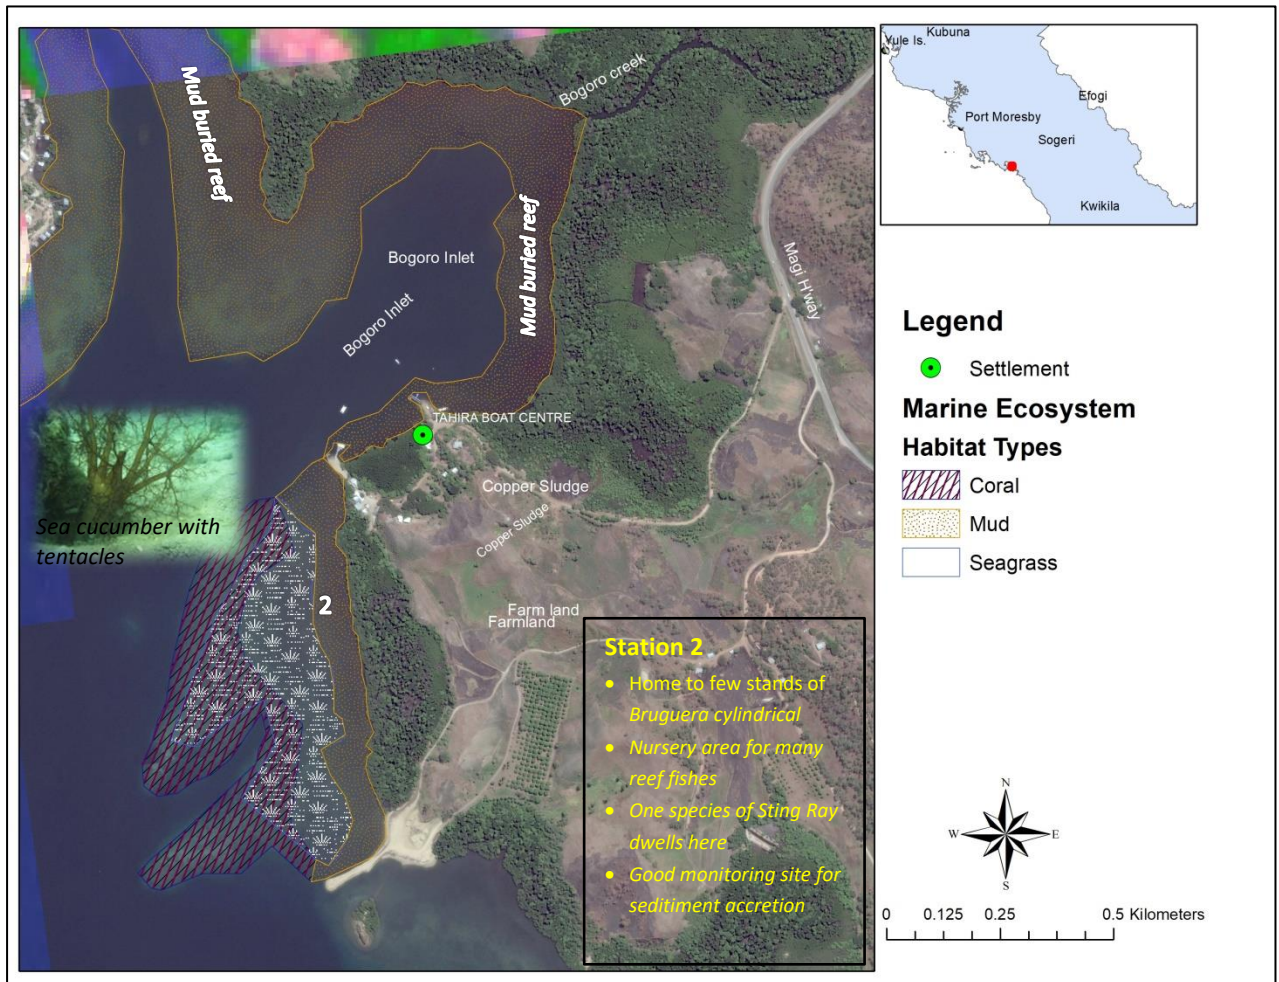 Mud buried reef
Bogoro creek
Mud buried reef
Bogoro Inlet
Bogoro Inlet
Magi H'way
TAHIRA BOAT CENTRE
Copper Sludge
Copper Sludge
Sea cucumber with
tentacles
2
Farm land
Farmland
Station 2
• Home to few stands of
Bruguera cylindrical
• Nursery area for many
reef fishes
• One species of Sting Ray
dwells here
• Good monitoring site for
seditiment accretion
Kubuna
Yule Is.
Efogi
Port Moresby
Sogeri
Kwikila
Legend
Settlement
Marine Ecosystem
Habitat Types
Coral
Mud
Seagrass
N
W E
S
0 0.125 0.25 0.5 Kilometers